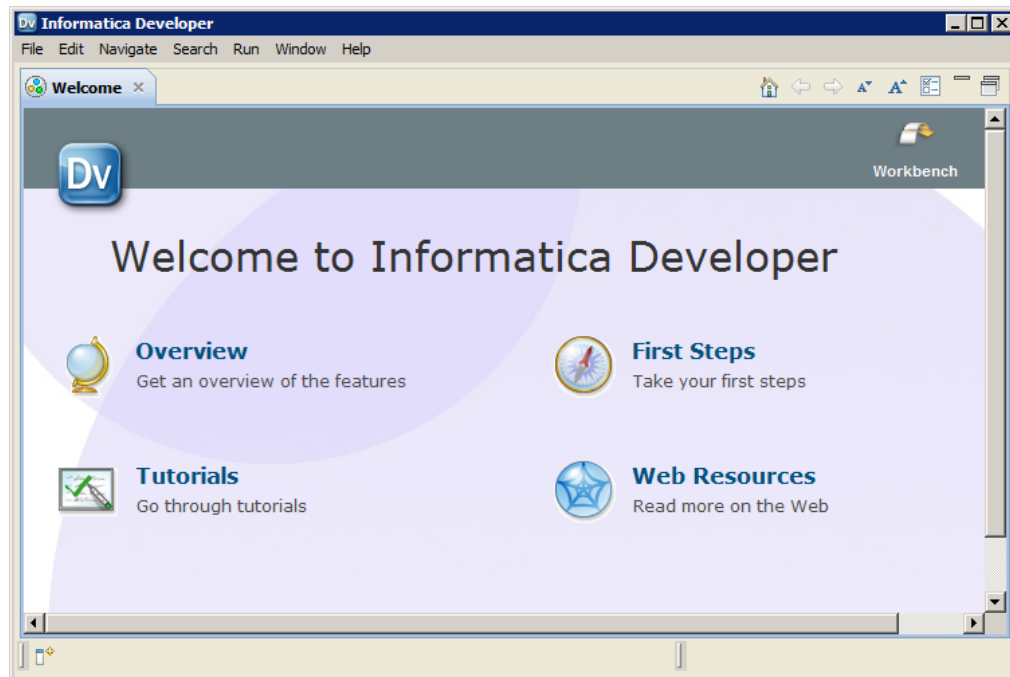 Dv Informatica Developer
File Edit Navigate Search Run Window Help
Welcome
Workbench
Dv
Welcome to Informatica Developer
Overview
Get an overview of the features
First Steps
Take your first steps
Tutorials
Go through tutorials
Web Resources
Read more on the Web